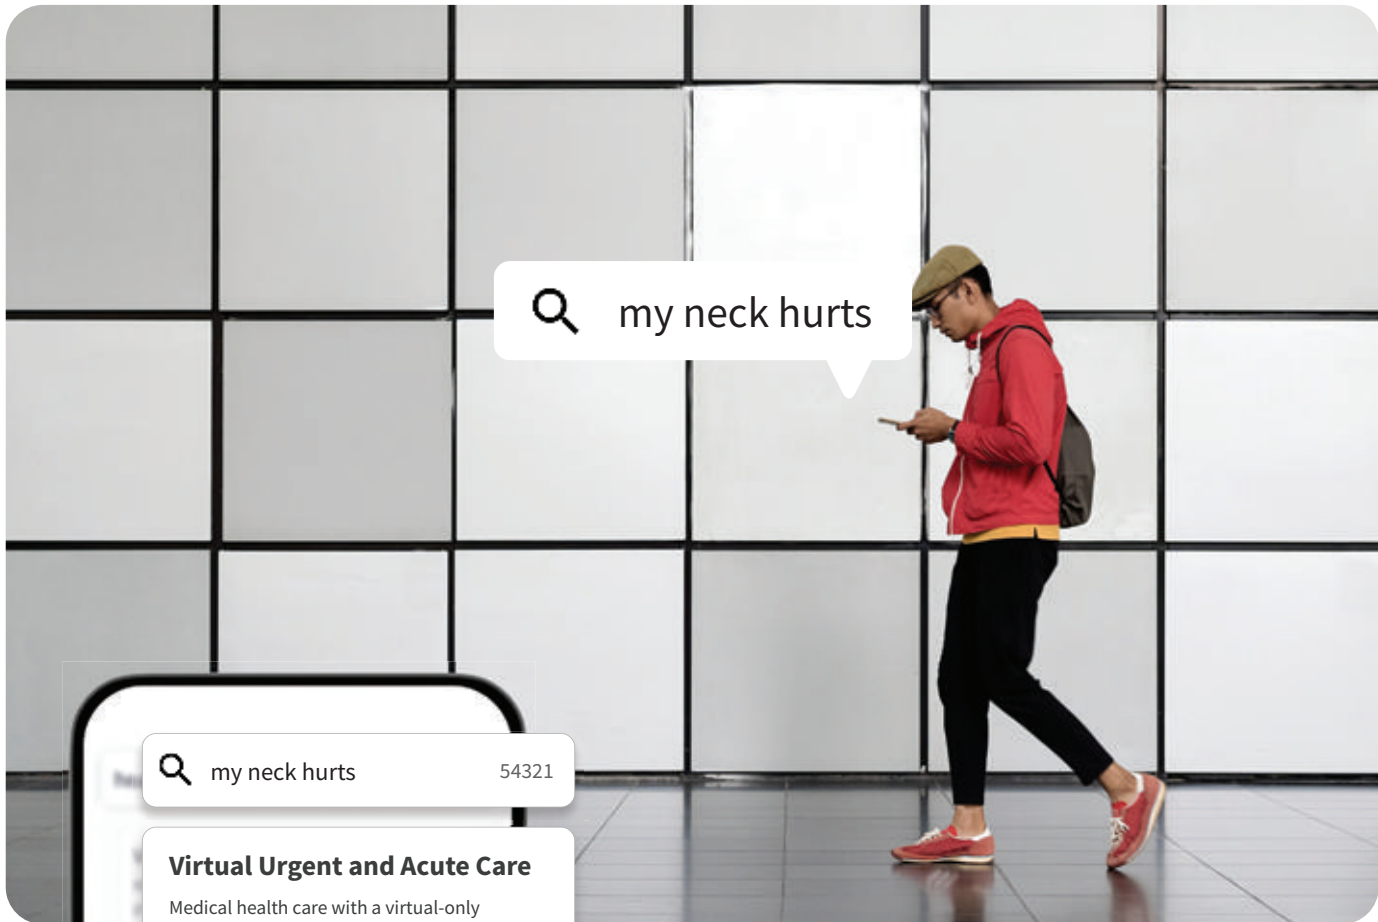 my neck hurts
my neck hurts 54321
Virtual Urgent and Acute Care
Medical health care with a virtual-only